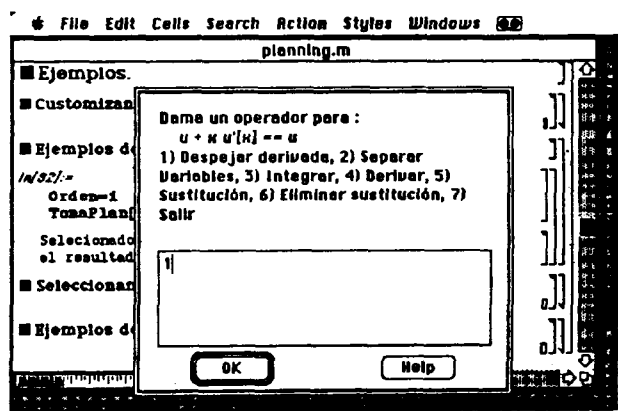 File Edit Cells Search Action Styles Windows
planning.m
Ejemplos.
Customizan
Ejemplos de
In[32]:=
Orden=1
TomaPlan[
Selecionado
el resultad
Seleccionan
Ejemplos de
Dame un operador para :
u + x u'[x] == u
1) Despejar derivada, 2) Separar
Variables, 3) Integrar, 4) Derivar, 5)
Sustitución, 6) Eliminar sustitución, 7)
Salir
1
OK
Help